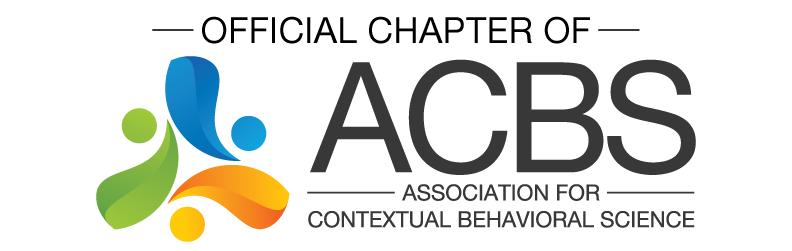 OFFICIAL CHAPTER OF
ACBS
ASSOCIATION FOR
CONTEXTUAL BEHAVIORAL SCIENCE